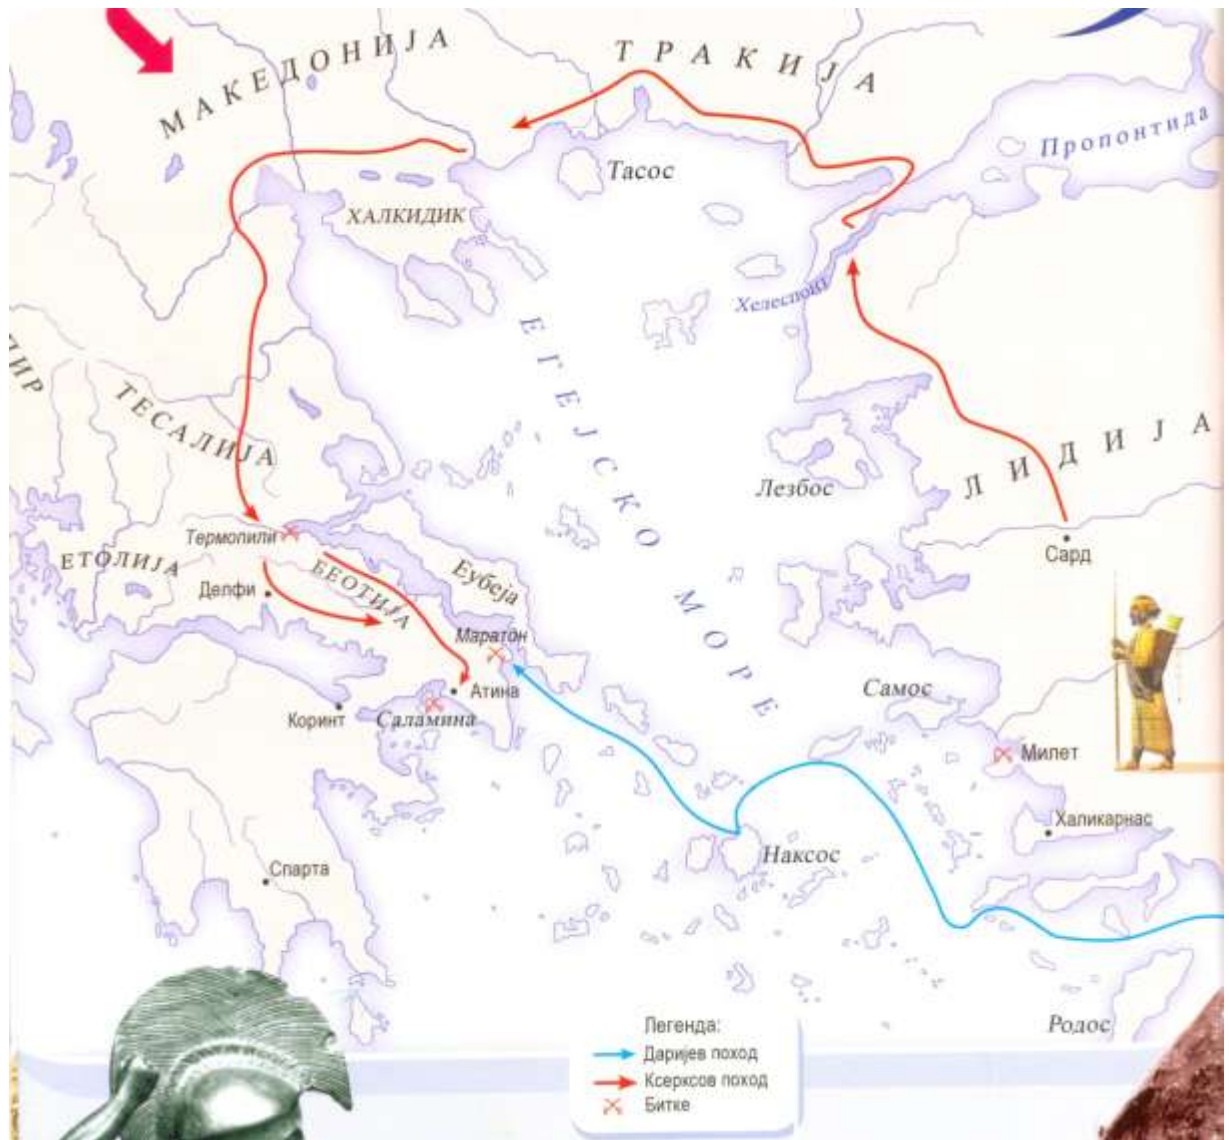 МАКЕДОНИЈА
ТРАКИЈА
Пропонтида
Тасос
ХАЛКИДИК
Хелеспонт
ЕГЕЈСКО МОРЕ
ПИР
ТЕСАЛИЈА
ЛИДИЈА
Лезбос
Сард
Термопили
ЕТОЛИЈА
БЕОТИЈА
Еубеја
Делфи
Маратон
Атина
Самос
Коринт
Саламина
Милет
Халикарнас
Наксос
Спарта
Родос
Легенда:
Даријев поход
Ксерксов поход
Битке